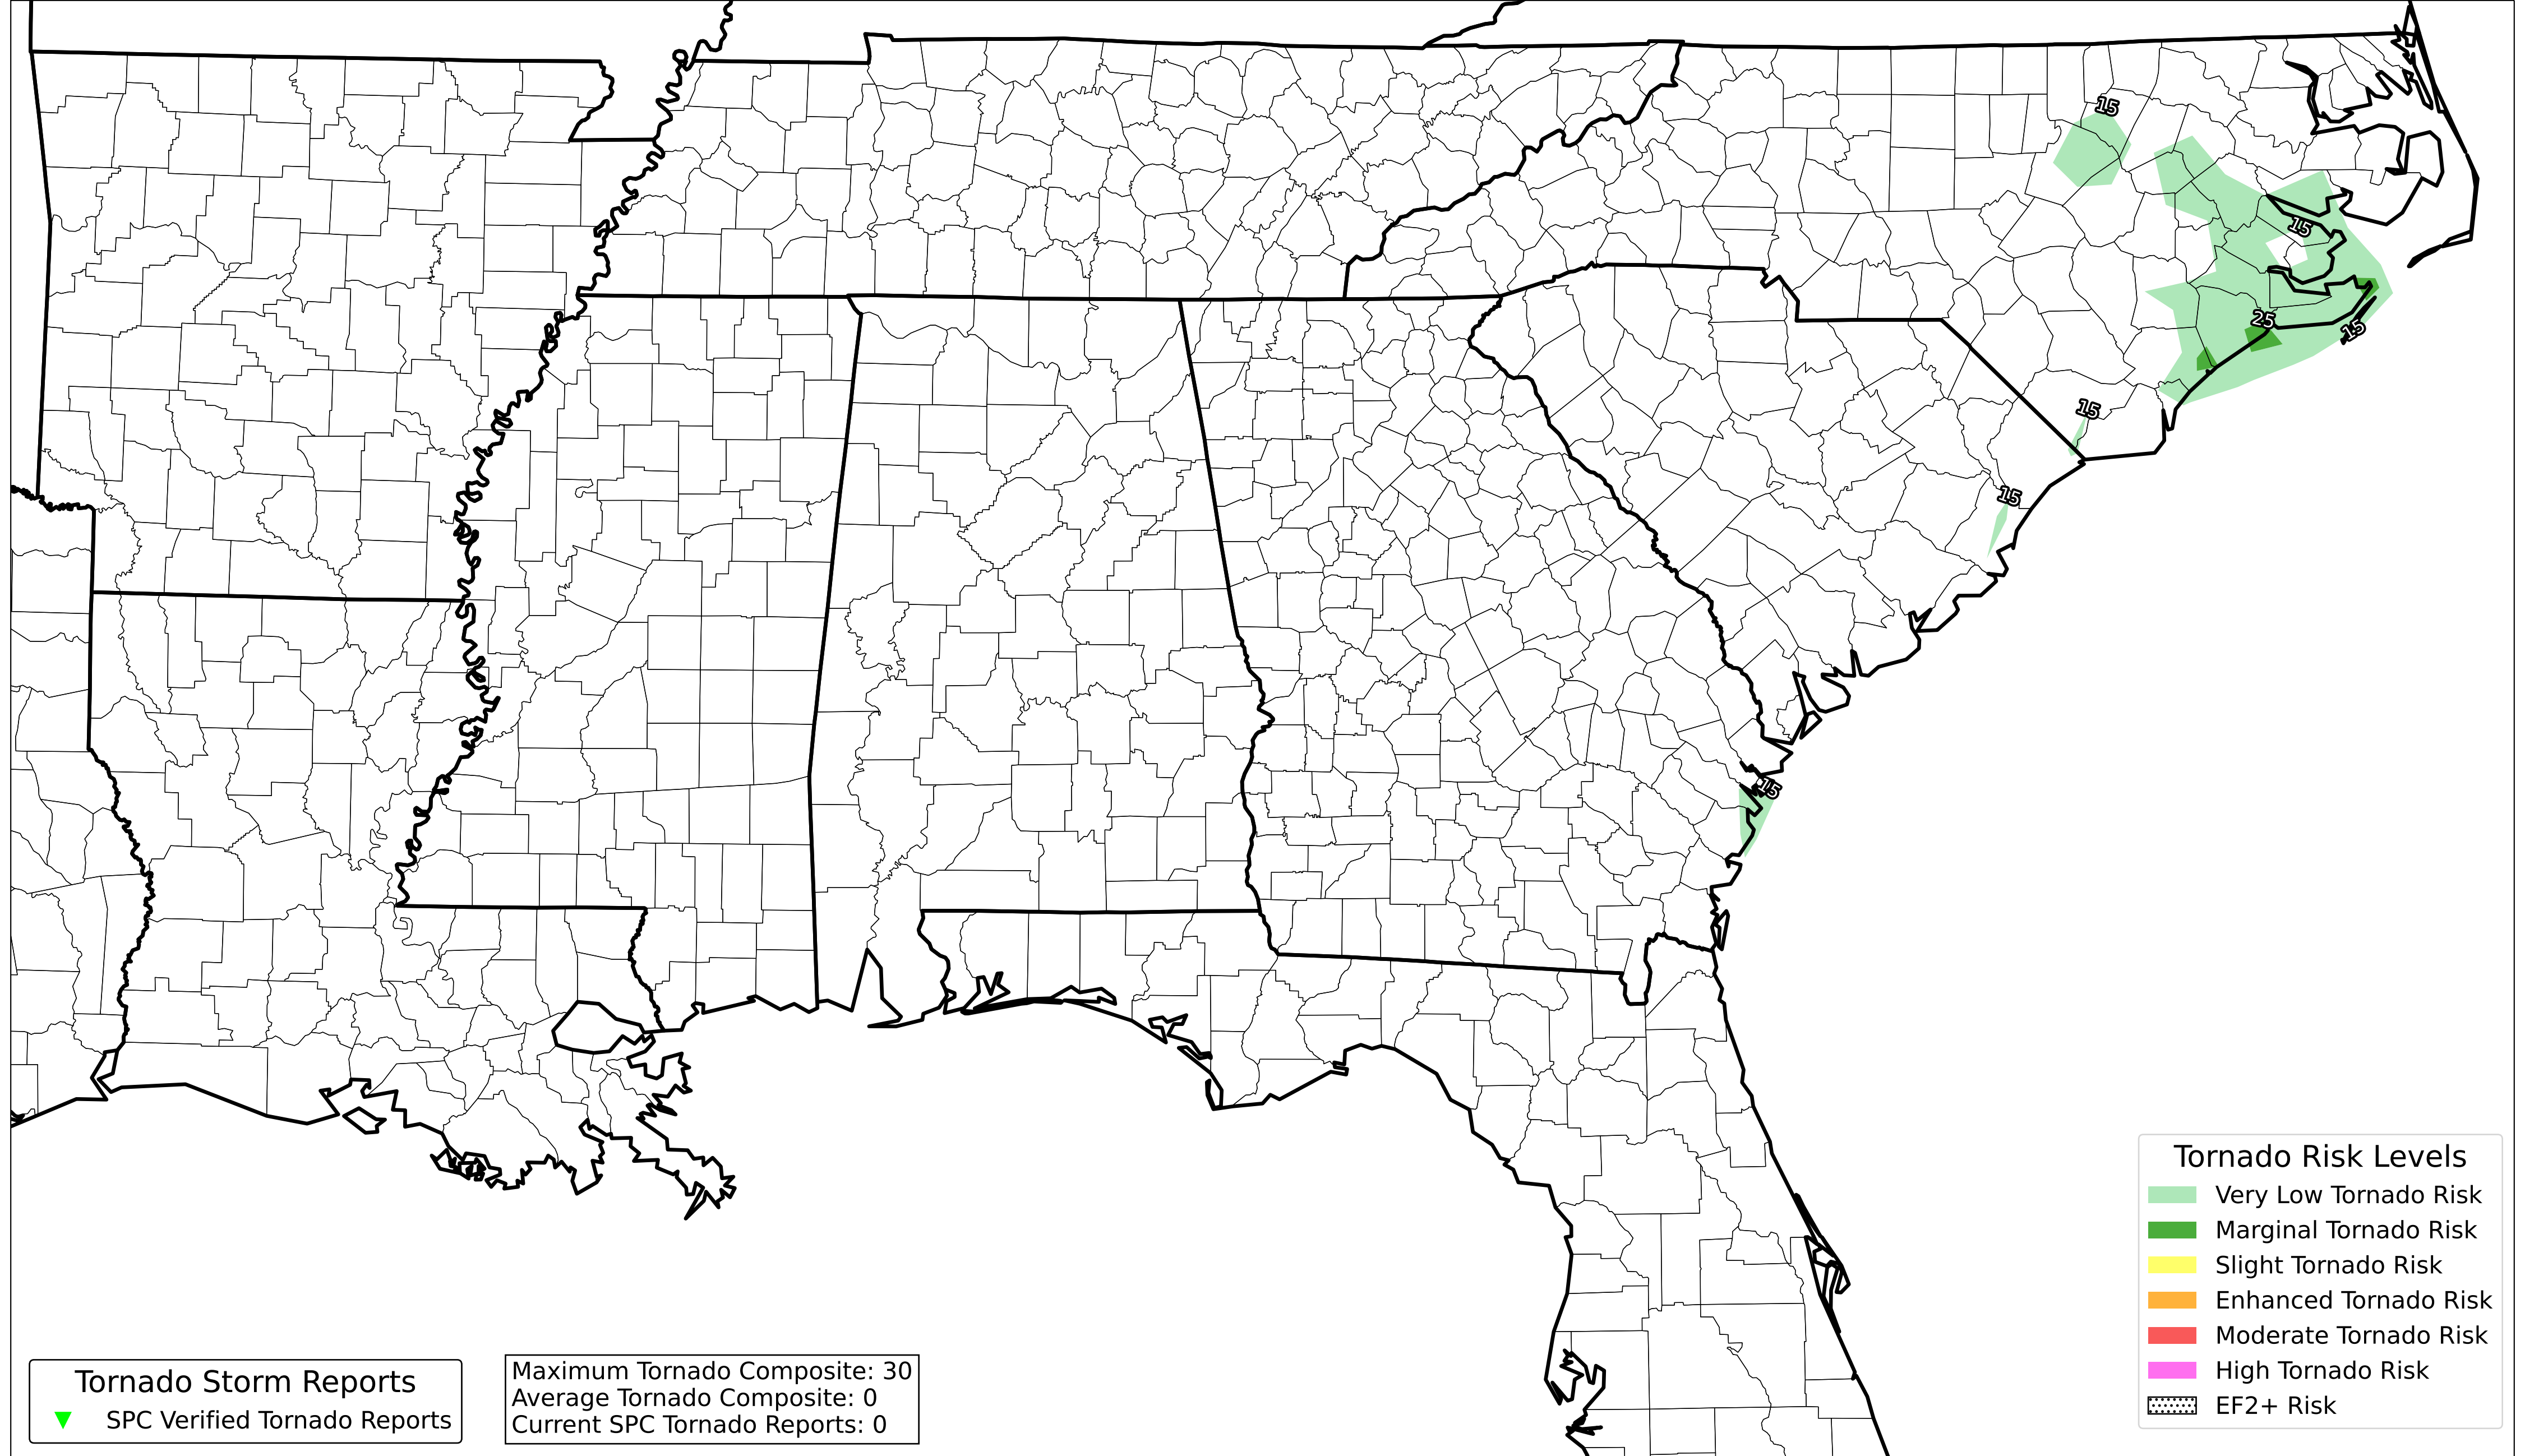 15
15
25
15
15
15
15
Tornado Risk Levels
Very Low Tornado Risk
Marginal Tornado Risk
Slight Tornado Risk
Enhanced Tornado Risk
Moderate Tornado Risk
High Tornado Risk
EF2+ Risk
Tornado Storm Reports
SPC Verified Tornado Reports
Maximum Tornado Composite: 30
Average Tornado Composite: 0
Current SPC Tornado Reports: 0